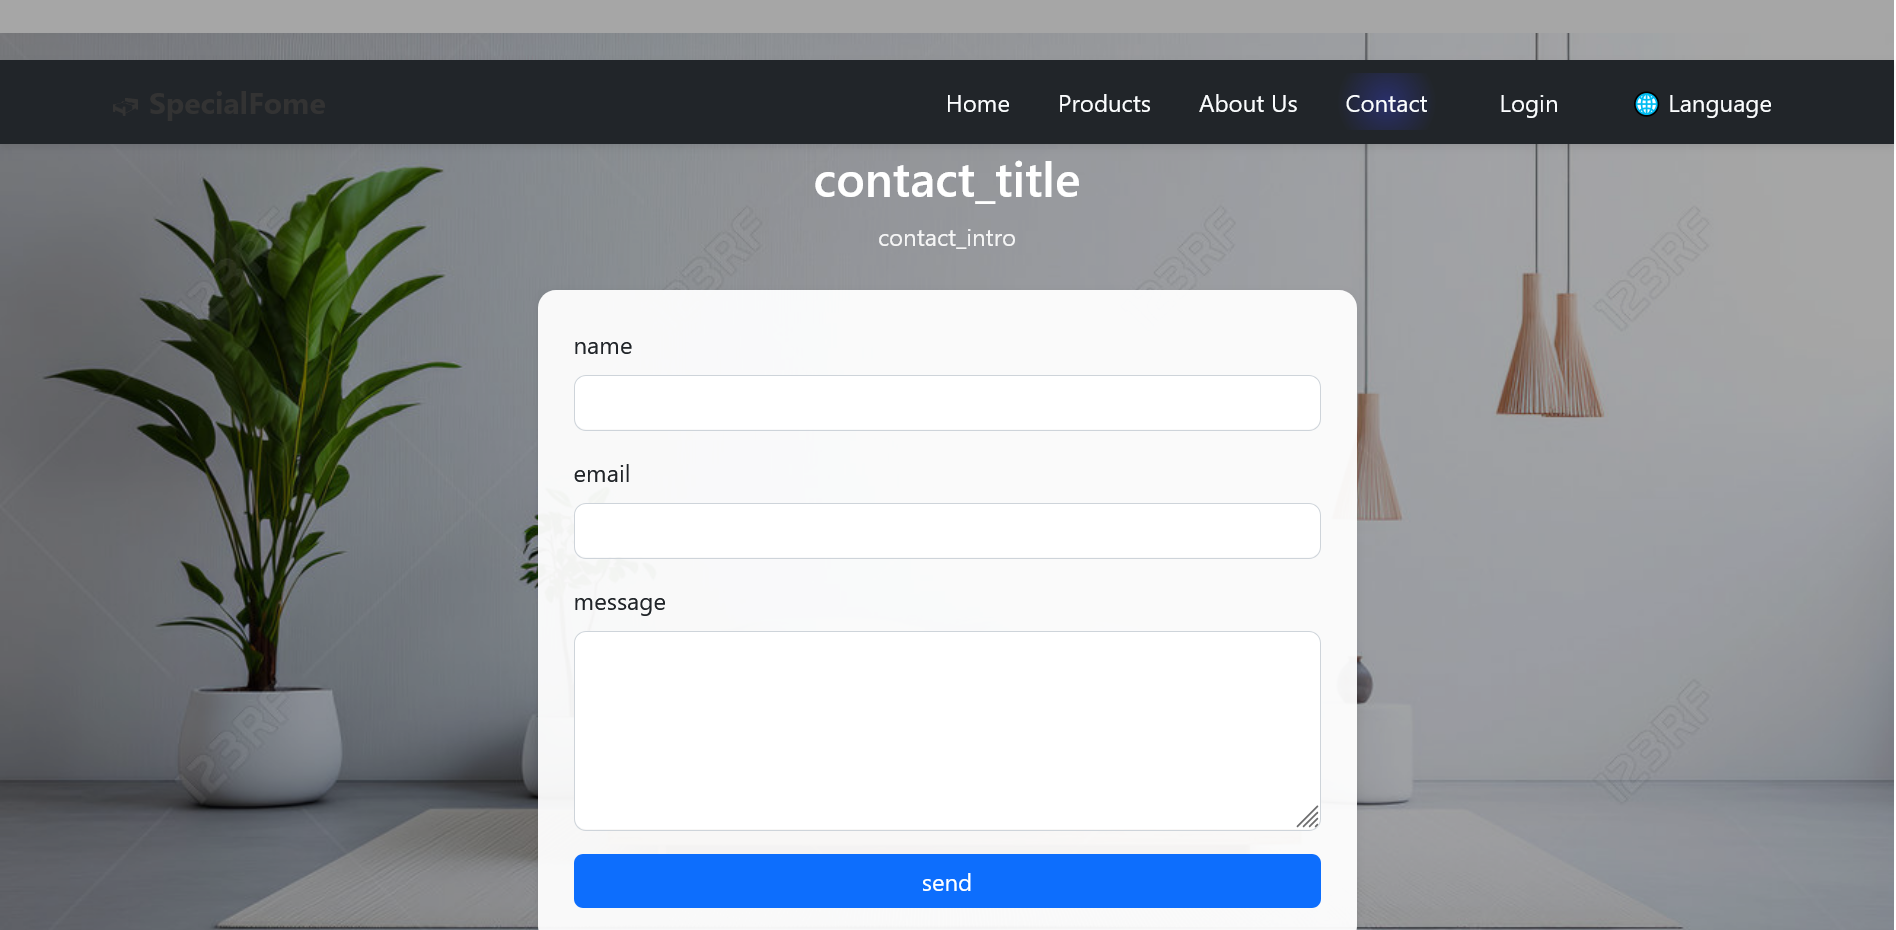 SpecialFome
Home
Products
About Us
Contact
Login
Language
contact_title
contact_intro
123RF
123RF
123RF
123RF
name
email
message
123RF
123RF
send